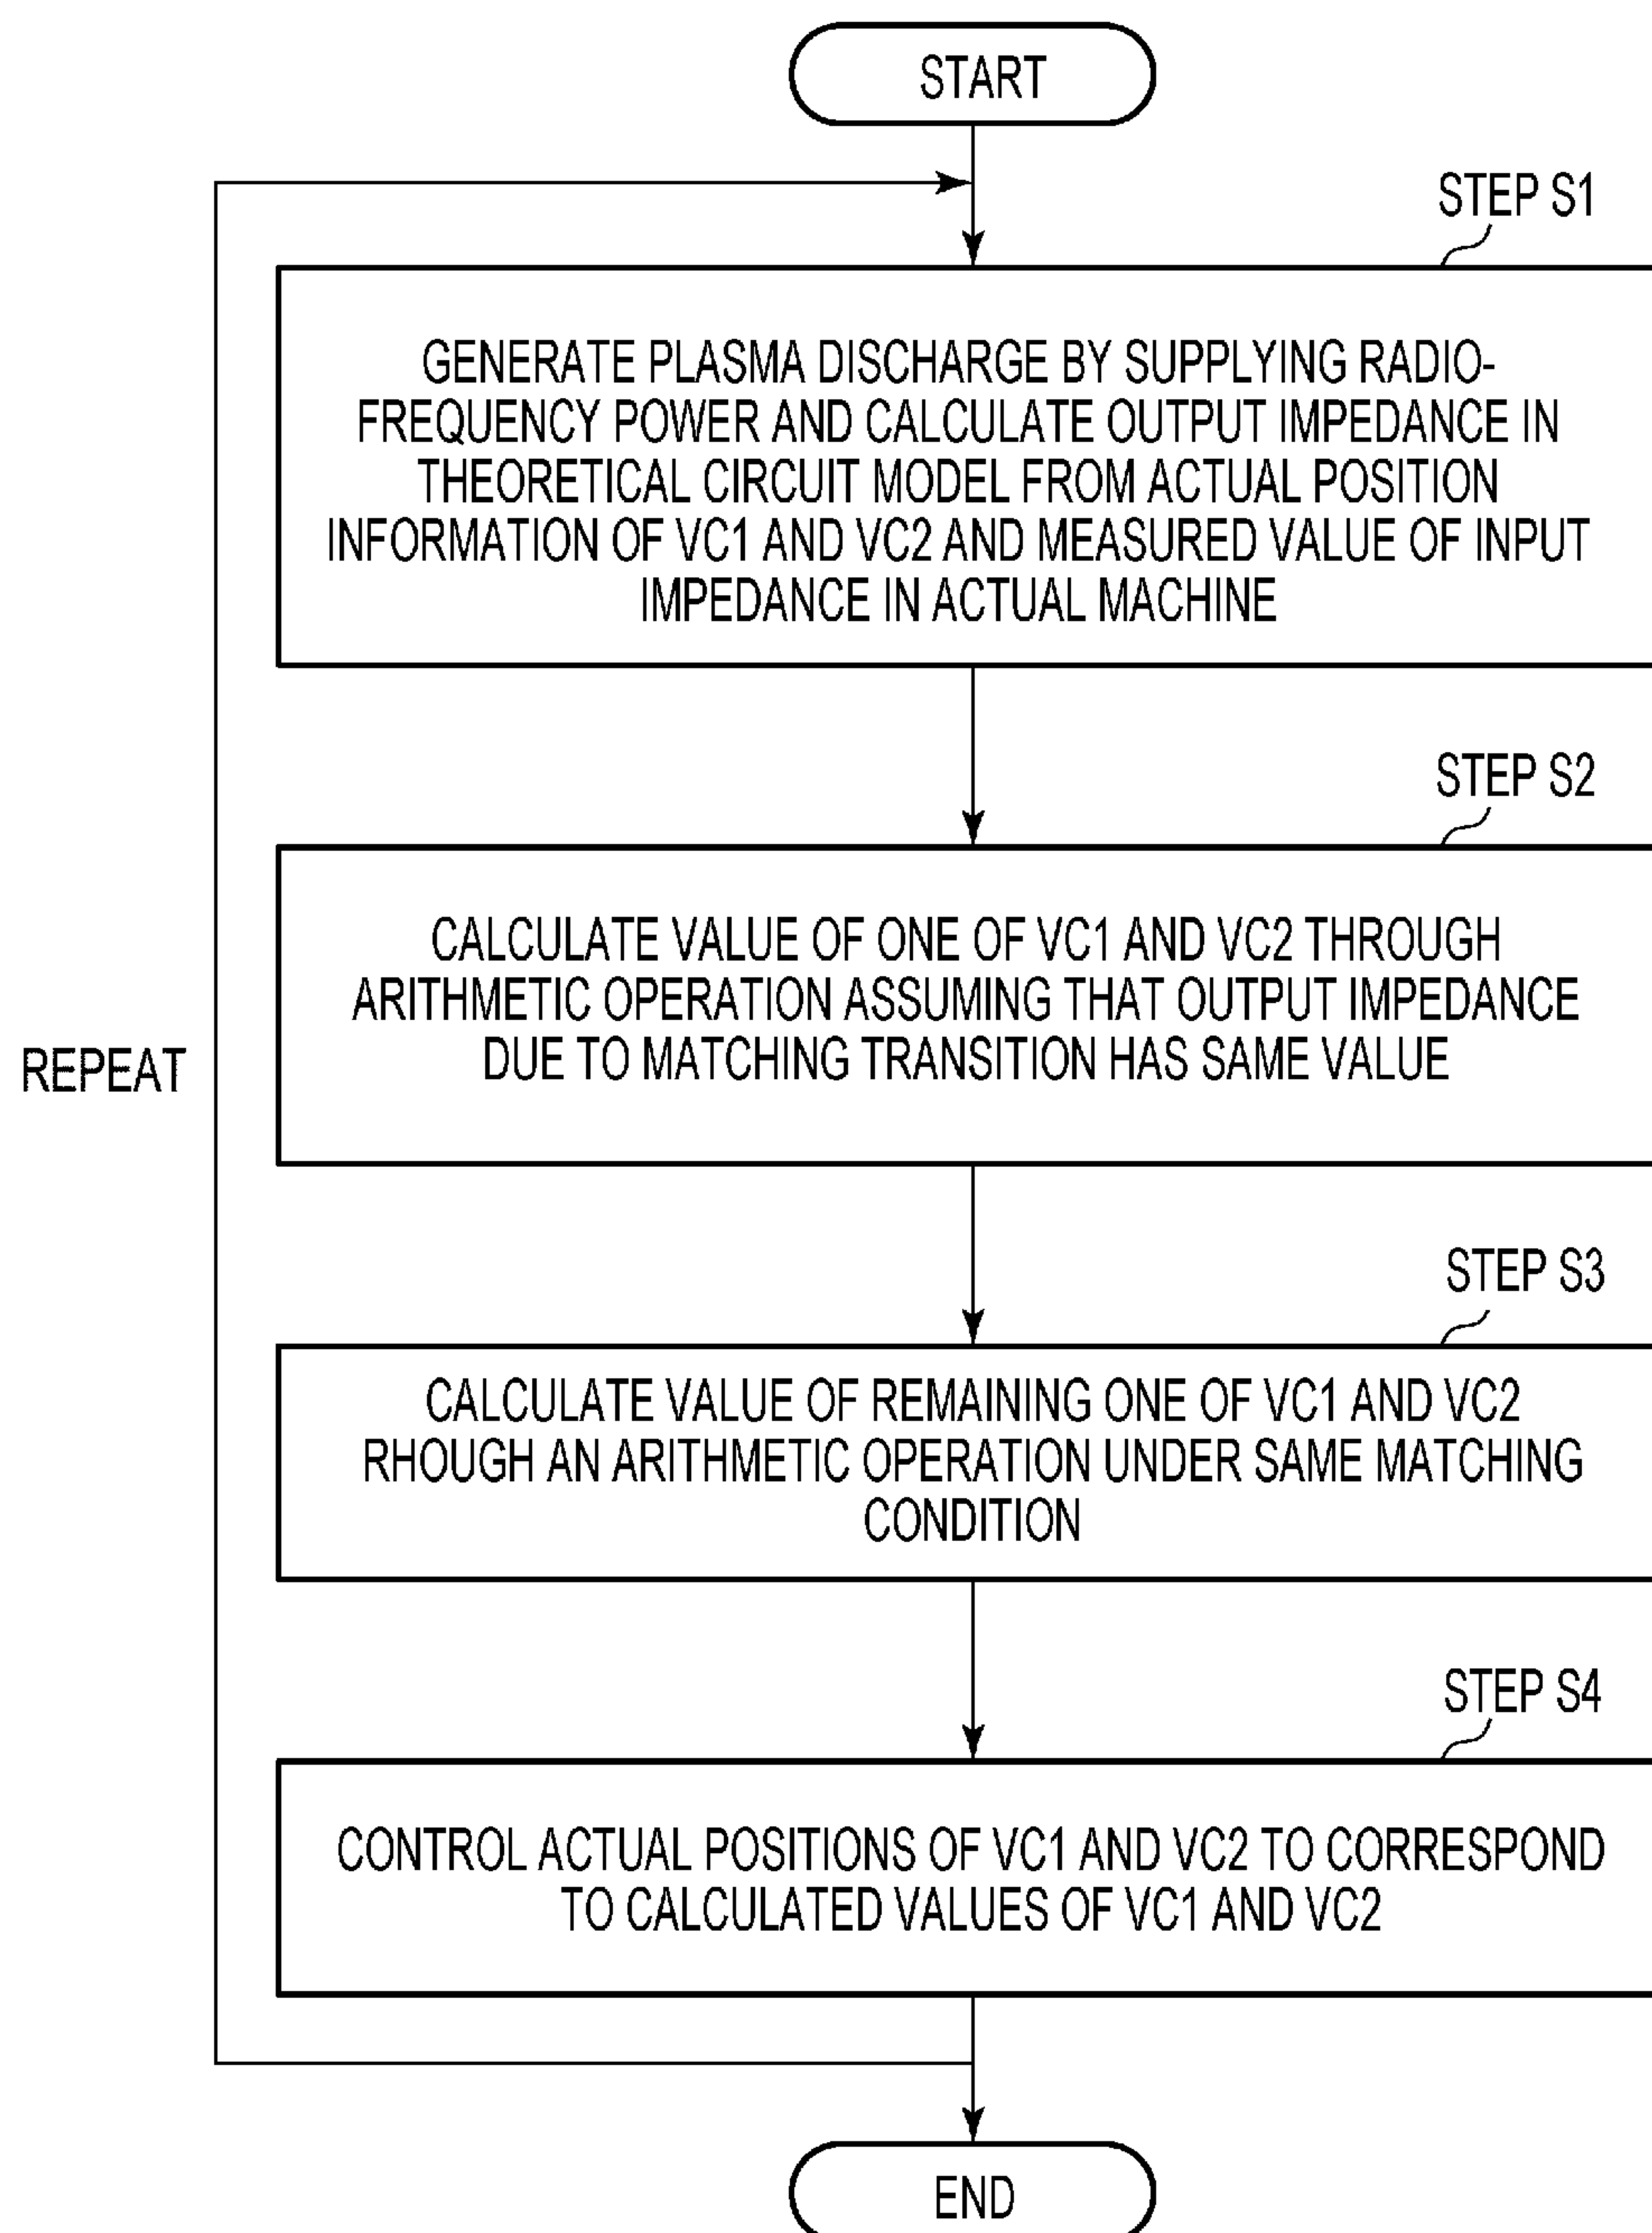 START
STEP S1
GENERATE PLASMA DISCHARGE BY SUPPLYING RADIO-
FREQUENCY POWER AND CALCULATE OUTPUT IMPEDANCE IN
THEORETICAL CIRCUIT MODEL FROM ACTUAL POSITION
INFORMATION OF VC1 AND VC2 AND MEASURED VALUE OF INPUT
IMPEDANCE IN ACTUAL MACHINE
STEP S2
CALCULATE VALUE OF ONE OF VC1 AND VC2 THROUGH
ARITHMETIC OPERATION ASSUMING THAT OUTPUT IMPEDANCE
DUE TO MATCHING TRANSITION HAS SAME VALUE
REPEAT
STEP S3
CALCULATE VALUE OF REMAINING ONE OF VC1 AND VC2
RHOUGH AN ARITHMETIC OPERATION UNDER SAME MATCHING
CONDITION
STEP S4
CONTROL ACTUAL POSITIONS OF VC1 AND VC2 TO CORRESPOND
TO CALCULATED VALUES OF VC1 AND VC2
END